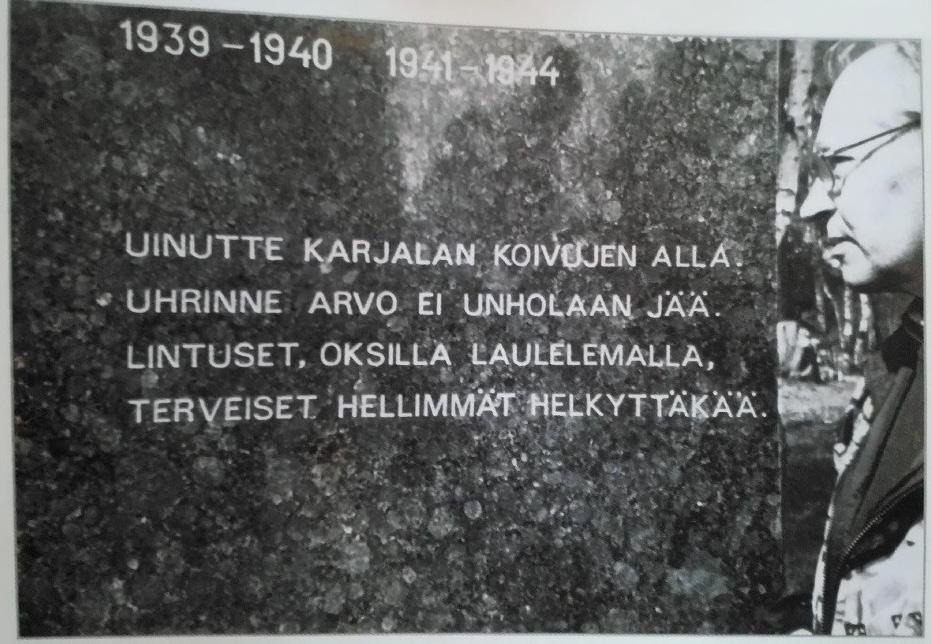 1939–1940 1941–1944
UINUTTE KARJALAN KOIVUJEN ALLA.
UHRINNE ARVO EI UNHOLAAN JÄÄ.
LINTUSET, OKSILLA LAULELEMALLA,
TERVEISET HELLIMMÄT HELKYTTÄKÄÄ.